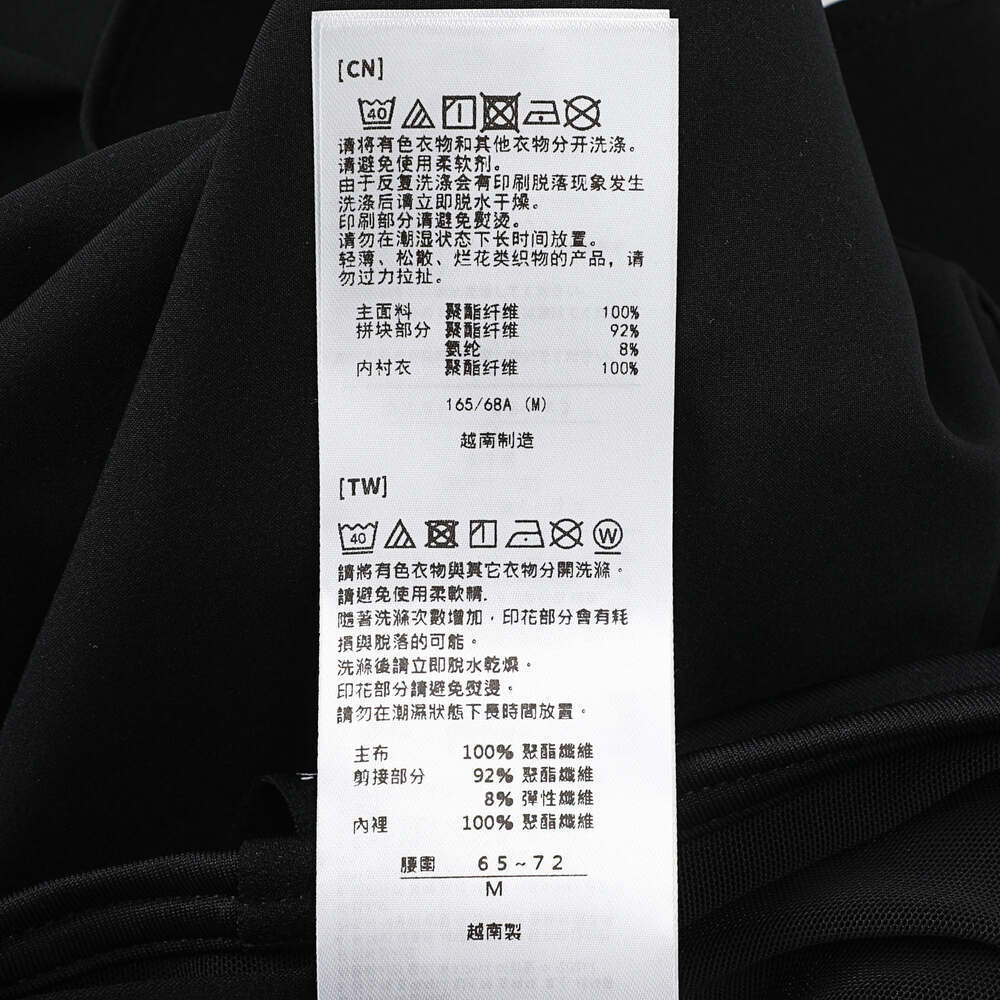 [CN]
40
请将有色衣物和其他衣物分开洗涤。
请避免使用柔软剂。
由于反复洗涤会有印刷脱落现象发生
洗涤后请立即脱水干燥。
印刷部分请避免熨烫。
请勿在潮湿状态下长时间放置。
轻薄、松散、烂花类织物的产品，请
勿过力拉扯。
主面料 聚酯纤维 100%
拼块部分 聚酯纤维 92%
氨纶 8%
内衬衣 聚酯纤维 100%
165/68A (M)
越南制造
[TW]
40 W
請將有色衣物與其它衣物分開洗滌。
請避免使用柔軟精.
隨著洗滌次數增加，印花部分會有耗
損與脫落的可能。
洗滌後請立即脫水乾燥。
印花部分請避免熨燙。
請勿在潮濕狀態下長時間放置。
主布 100% 聚酯纖維
剪接部分 92% 聚酯纖維
8% 彈性纖維
內裡 100% 聚酯纖維
腰圍 65~72
M
越南製